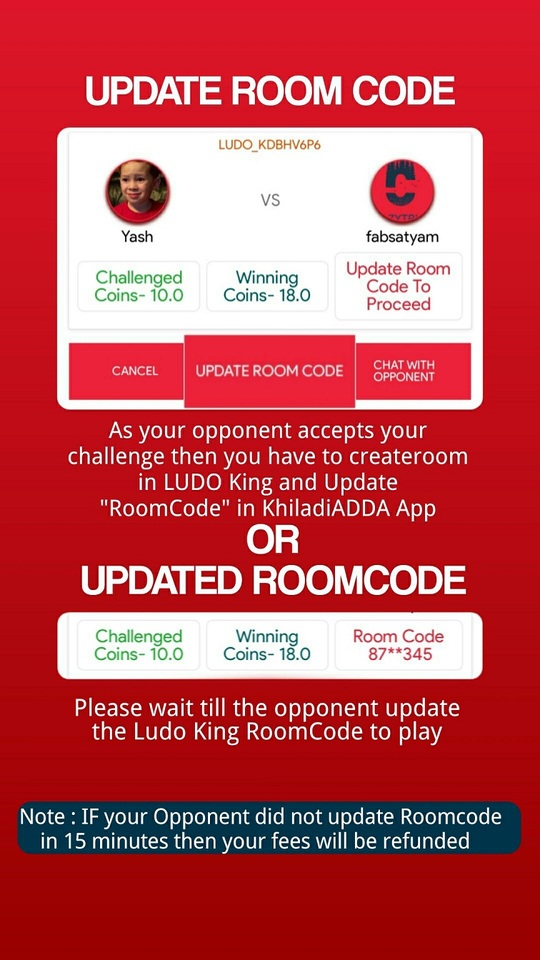 UPDATE ROOM CODE
LUDO_KDBHV6P6
VS
Yash
fabsatyam
Challenged
Coins- 10.0
Winning
Coins- 18.0
Update Room
Code To
Proceed
CANCEL
UPDATE ROOM CODE
CHAT WITH
OPPONENT
As your opponent accepts your
challenge then you have to createroom
in LUDO King and Update
"RoomCode" in KhiladiADDA App
OR
UPDATED ROOMCODE
Challenged
Coins- 10.0
Winning
Coins- 18.0
Room Code
87**345
Please wait till the opponent update
the Ludo King RoomCode to play
Note : IF your Opponent did not update Roomcode
in 15 minutes then your fees will be refunded